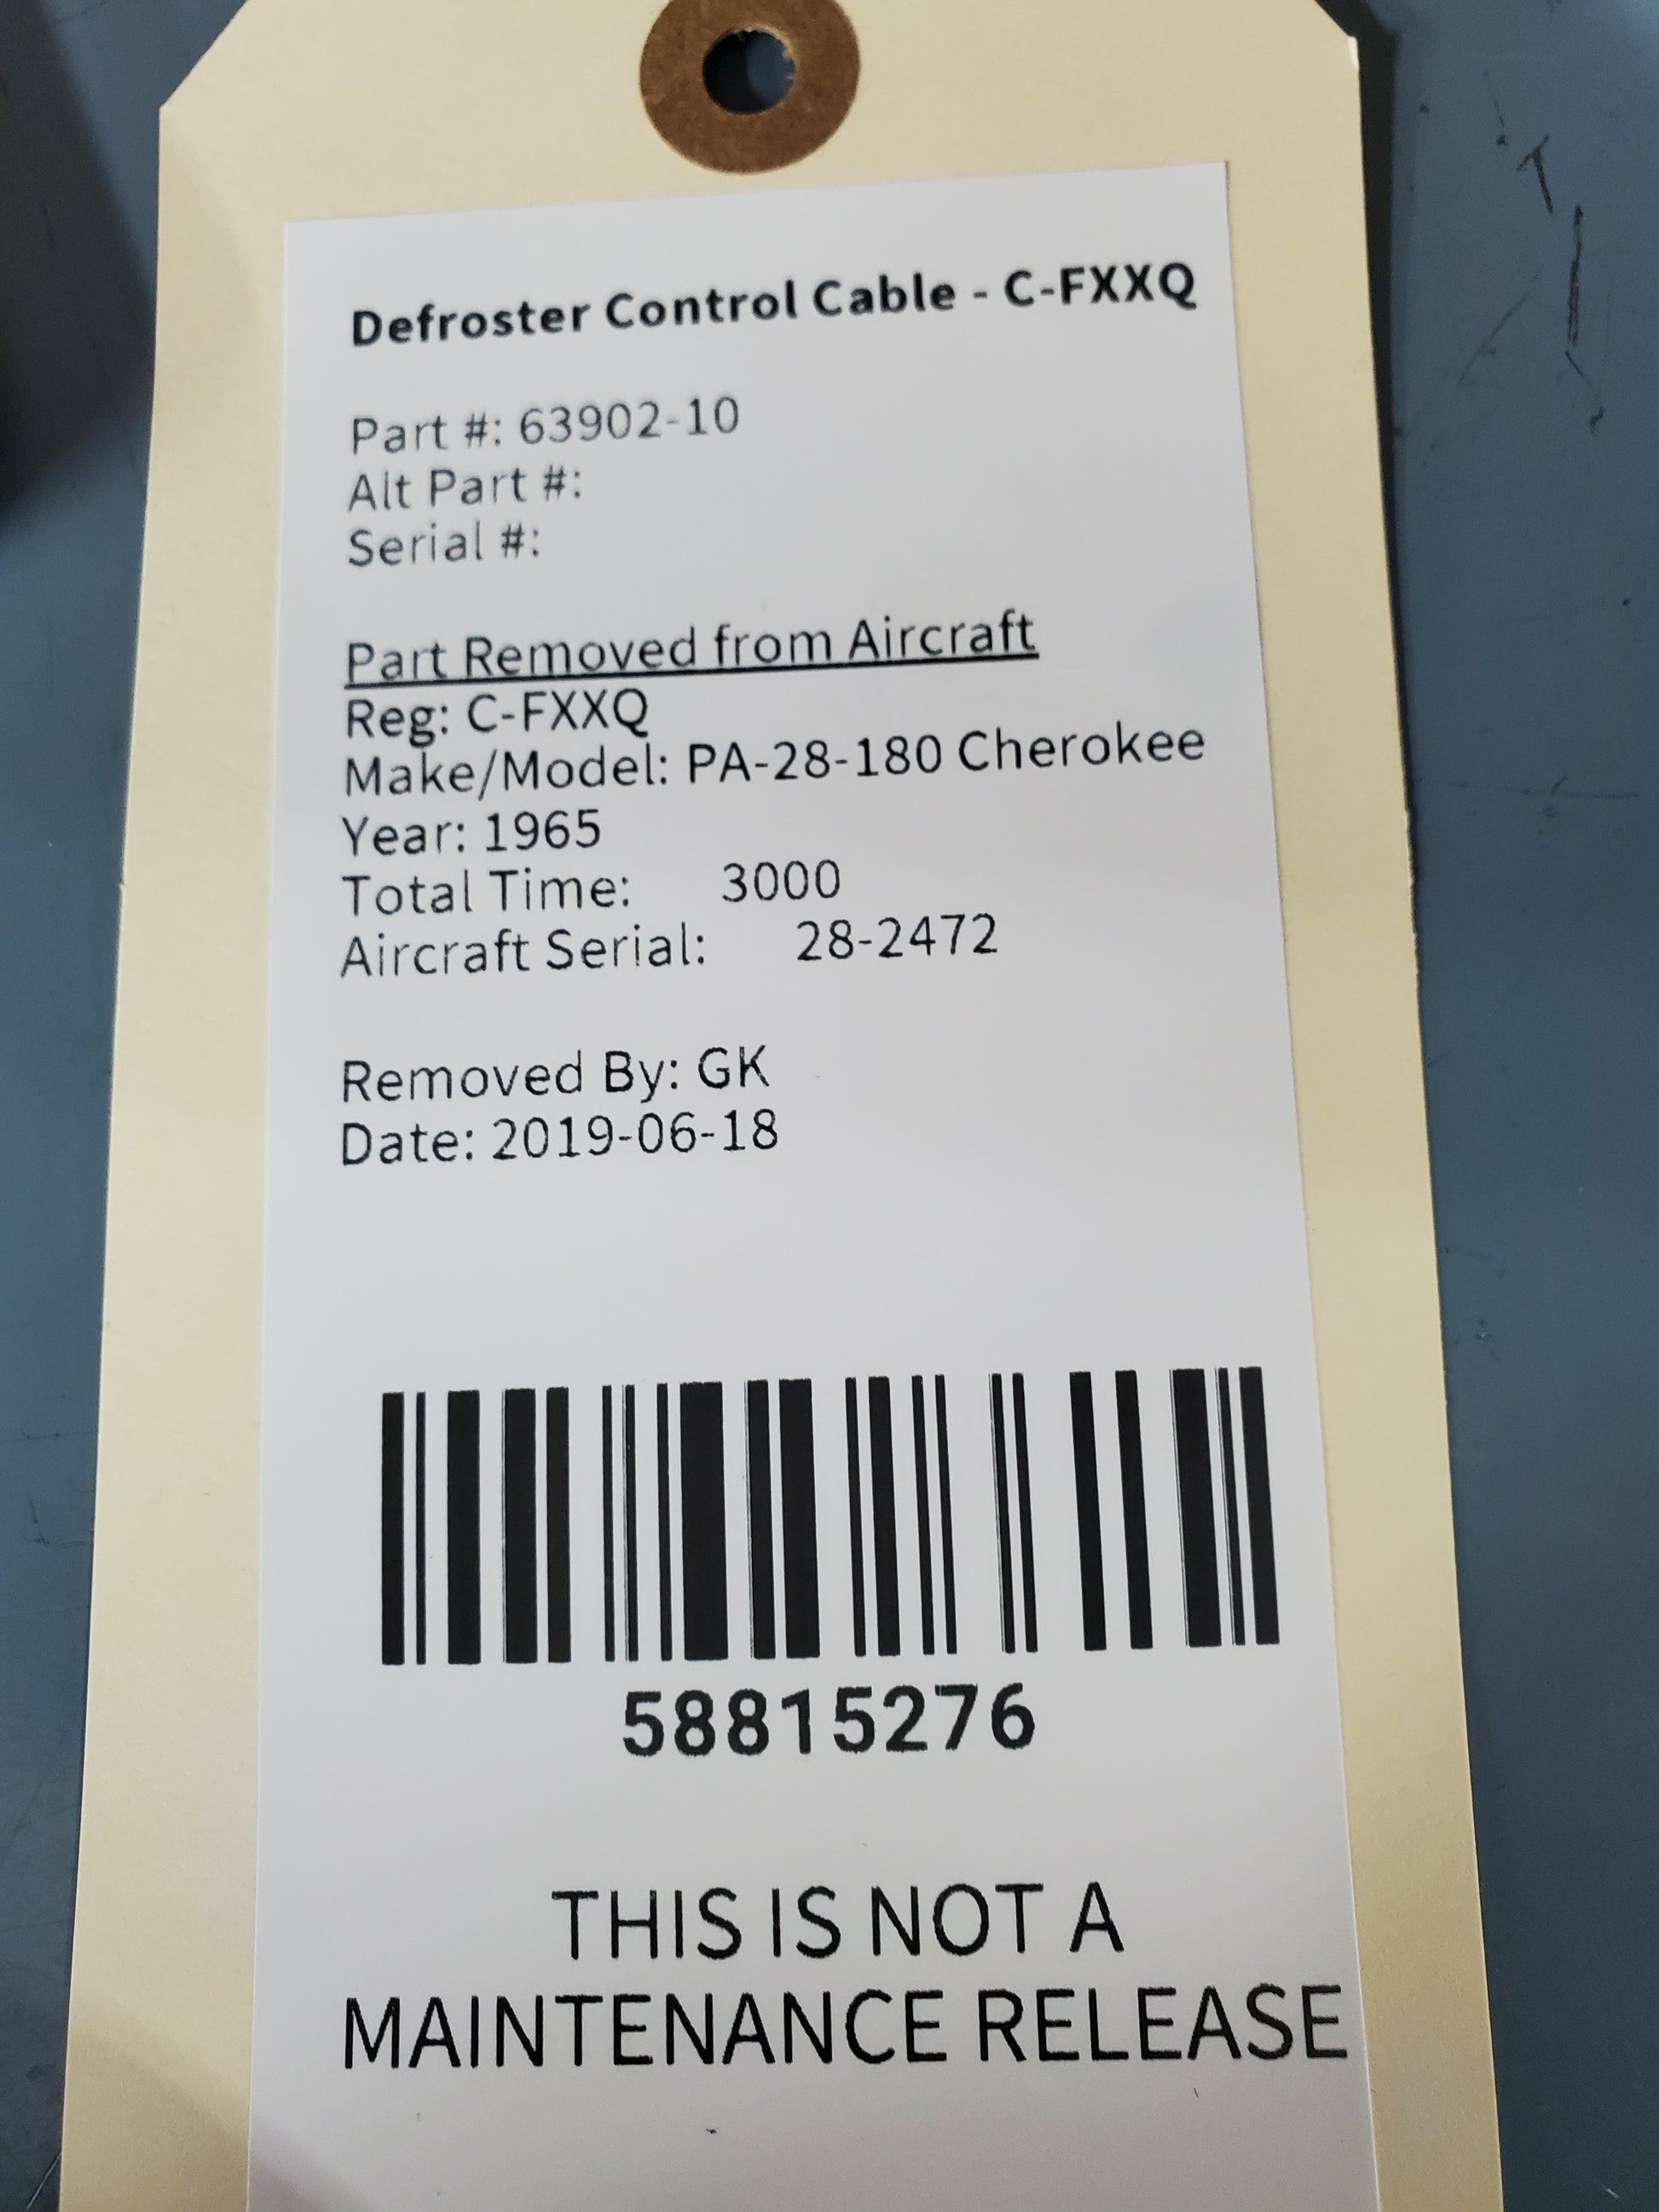 Defroster Control Cable - C-FXXQ
Part #: 63902-10
Alt Part #:
Serial #:
Part Removed from Aircraft
Reg: C-FXXQ
Make/Model: PA-28-180 Cherokee
Year: 1965
Total Time: 3000
Aircraft Serial: 28-2472
Removed By: GK
Date: 2019-06-18
58815276
THIS IS NOT A
MAINTENANCE RELEASE